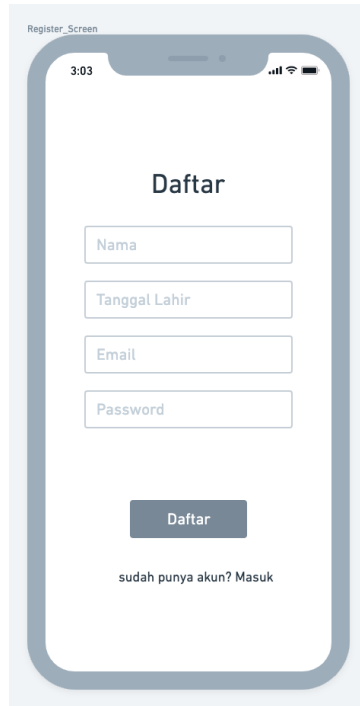 Register_Screen
3:03
Daftar
Nama
Tanggal Lahir
Email
Password
Daftar
sudah punya akun? Masuk